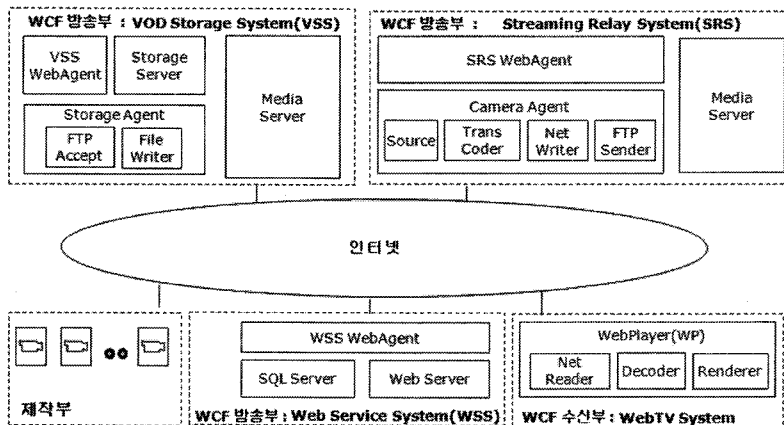 WCF 방송부 : VOD Storage System(VSS)
VSS
WebAgent
Storage
Server
Storage Agent
FTP
Accept
File
Writer
Media
Server
WCF 방송부 : Streaming Relay System(SRS)
SRS WebAgent
Camera Agent
Source
Trans
Coder
Net
Writer
FTP
Sender
Media
Server
인터넷
제작부
WSS WebAgent
SQL Server
Web Server
WCF 방송부 : Web Service System(WSS)
WebPlayer(WP)
Net
Reader
Decoder
Renderer
WCF 수신부 : WebTV System